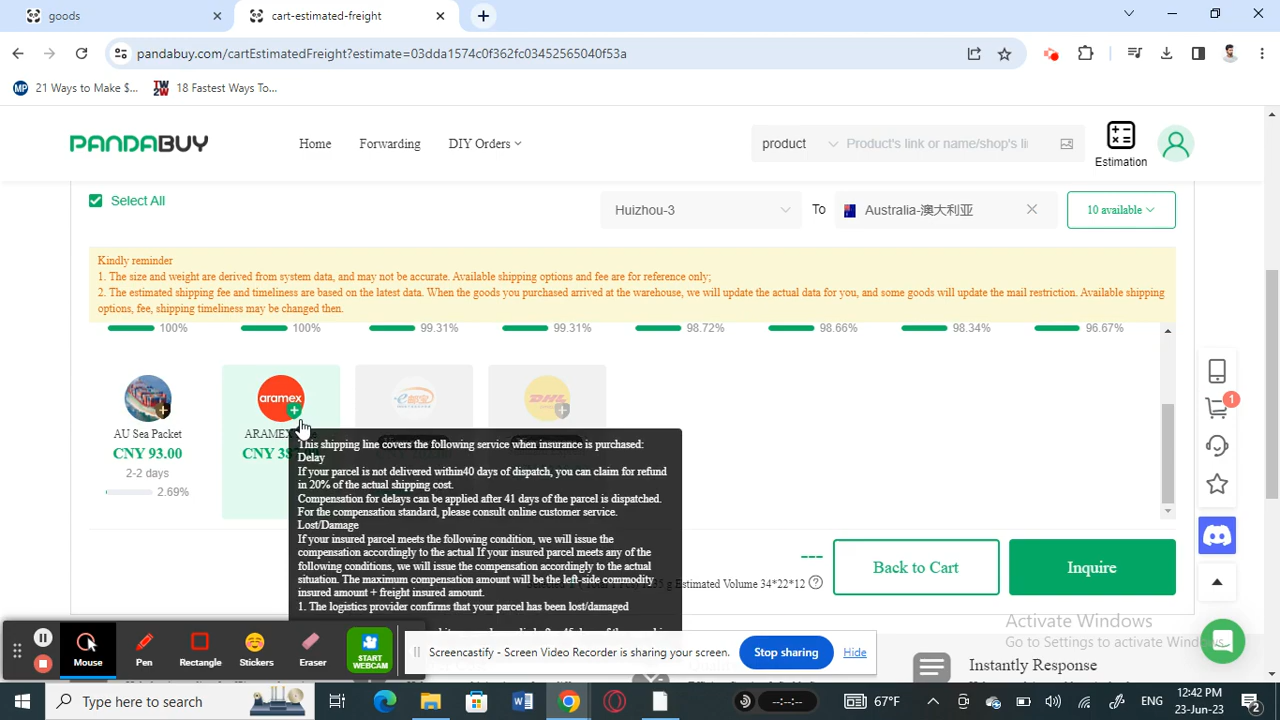 goods
cart-estimated-freight
pandabuy.com/cartEstimatedFreight?estimate=03dda1574c0f362fc03452565040f53a
MP 21 Ways to Make $...
TW 18 Fastest Ways To...
PANDABUY
Home
Forwarding
DIY Orders
product
Product's link or name/shop's li
Estimation
Select All
Huizhou-3
To
Australia-澳大利亚
10 available
Kindly reminder
1. The size and weight are derived from system data, and may not be accurate. Available shipping options and fee are for reference only;
2. The estimated shipping fee and timeliness are based on the latest data. When the goods you purchased arrived at the warehouse, we will update the actual data for you, and some goods will update the mail restriction. Available shipping
options, fee, shipping timeliness may be changed then.
100%
100%
99.31%
99.31%
98.72%
98.66%
98.34%
96.67%
aramex
e邮宝
DHL
AU Sea Packet
ARAMEX
CNY 93.00
CNY
2-2 days
2.69%
This shipping line covers the following service when insurance is purchased:
Delay
If your parcel is not delivered within40 days of dispatch, you can claim for refund
in 20% of the actual shipping cost.
Compensation for delays can be applied after 41 days of the parcel is dispatched.
For the compensation standard, please consult online customer service.
Lost/Damage
If your insured parcel meets the following condition, we will issue the
compensation accordingly to the actual If your insured parcel meets any of the
following conditions, we will issue the compensation accordingly to the actual
situation. The maximum compensation amount will be the left-side commodity
insured amount + freight insured amount.
1. The logistics provider confirms that your parcel has been lost/damaged
---
g Estimated Volume 34*22*12
Back to Cart
Inquire
1
Activate Windows
Go to Settings to activate Windows
Instantly Response
Mouse
Pen
Rectangle
Stickers
Eraser
START
WEBCAM
Screencastify - Screen Video Recorder is sharing your screen.
Stop sharing
Hide
Type here to search
--:--:--
67°F
ENG
12:42 PM
23-Jun-23
2